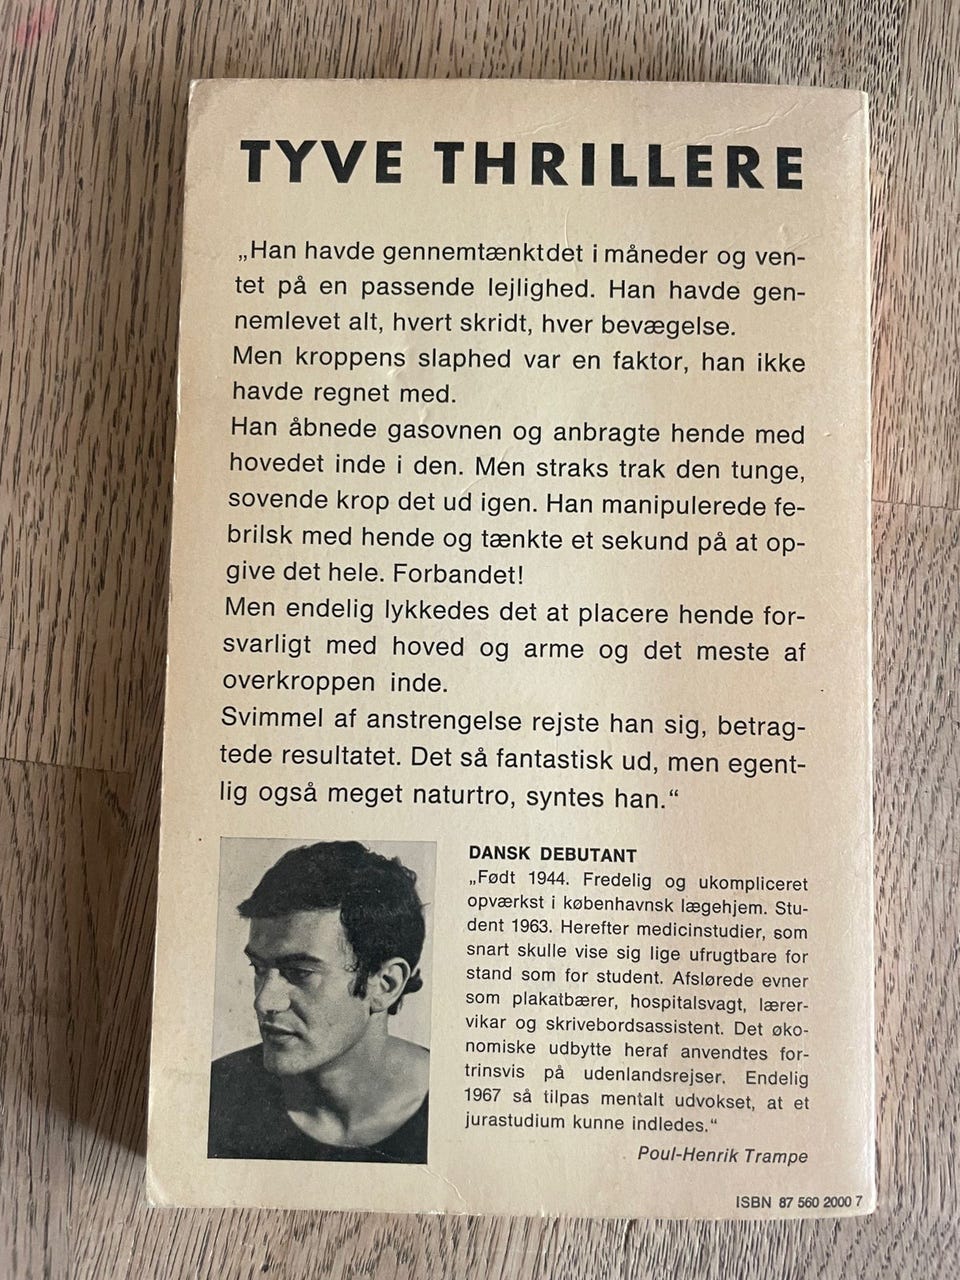 TYVE THRILLERE
„Han havde gennemtænktdet i måneder og ven-
tet på en passende lejlighed. Han havde gen-
nemlevet alt, hvert skridt, hver bevægelse.
Men kroppens slaphed var en faktor, han ikke
havde regnet med.
Han åbnede gasovnen og anbragte hende med
hovedet inde i den. Men straks trak den tunge,
sovende krop det ud igen. Han manipulerede fe-
brilsk med hende og tænkte et sekund på at op-
give det hele. Forbandet!
Men endelig lykkedes det at placere hende for-
svarligt med hoved og arme og det meste af
overkroppen inde.
Svimmel af anstrengelse rejste han sig, betrag-
tede resultatet. Det så fantastisk ud, men egent-
lig også meget naturtro, syntes han.“
DANSK DEBUTANT
„Født 1944. Fredelig og ukompliceret
opværkst i københavnsk lægehjem. Stu-
dent 1963. Herefter medicinstudier, som
snart skulle vise sig lige ufrugtbare for
stand som for student. Afslørede evner
som plakatbærer, hospitalsvagt, lærer-
vikar og skrivebordsassistent. Det øko-
nomiske udbytte heraf anvendtes for-
trinsvis på udenlandsrejser. Endelig
1967 så tilpas mentalt udvokset, at et
jurastudium kunne indledes.“
Poul-Henrik Trampe
ISBN 87 560 2000 7